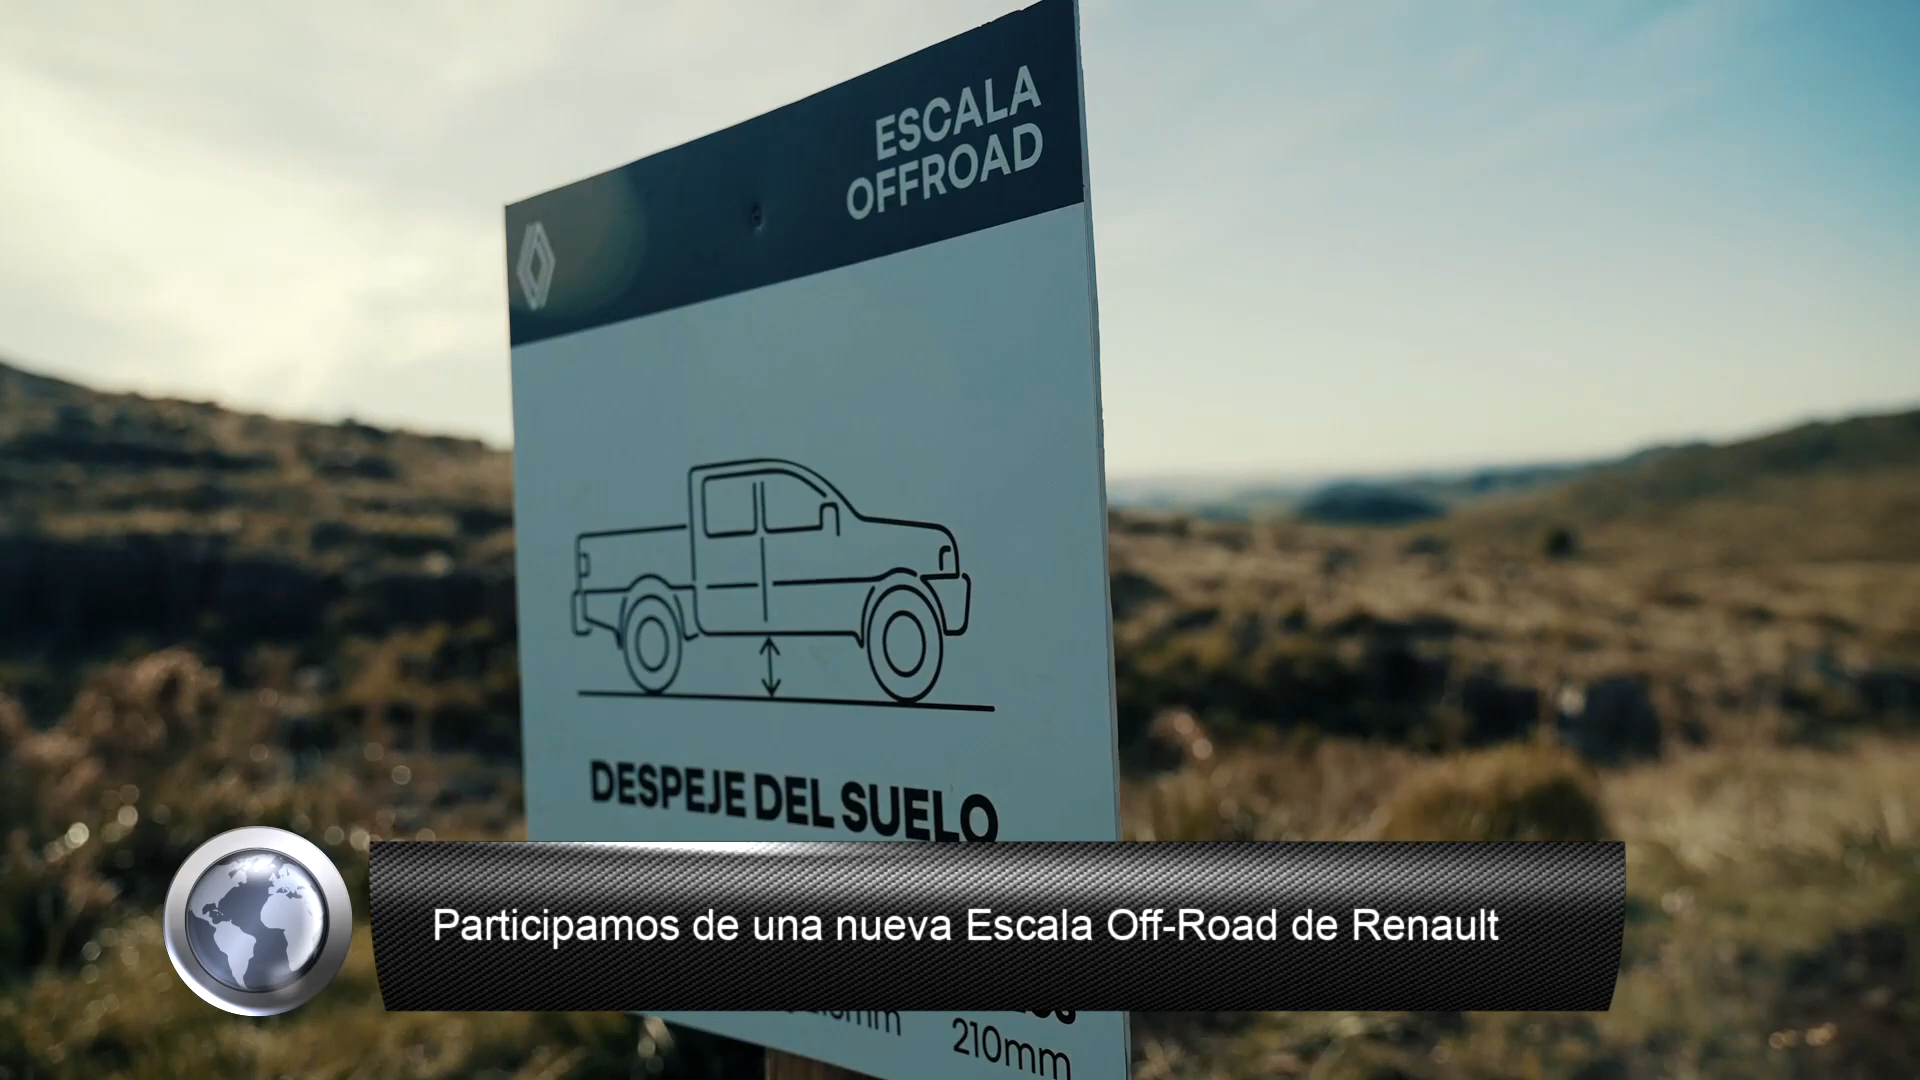 ESCALA
OFFROAD
DESPEJE DEL SUELO
Participamos de una nueva Escala Off-Road de Renault
210mm